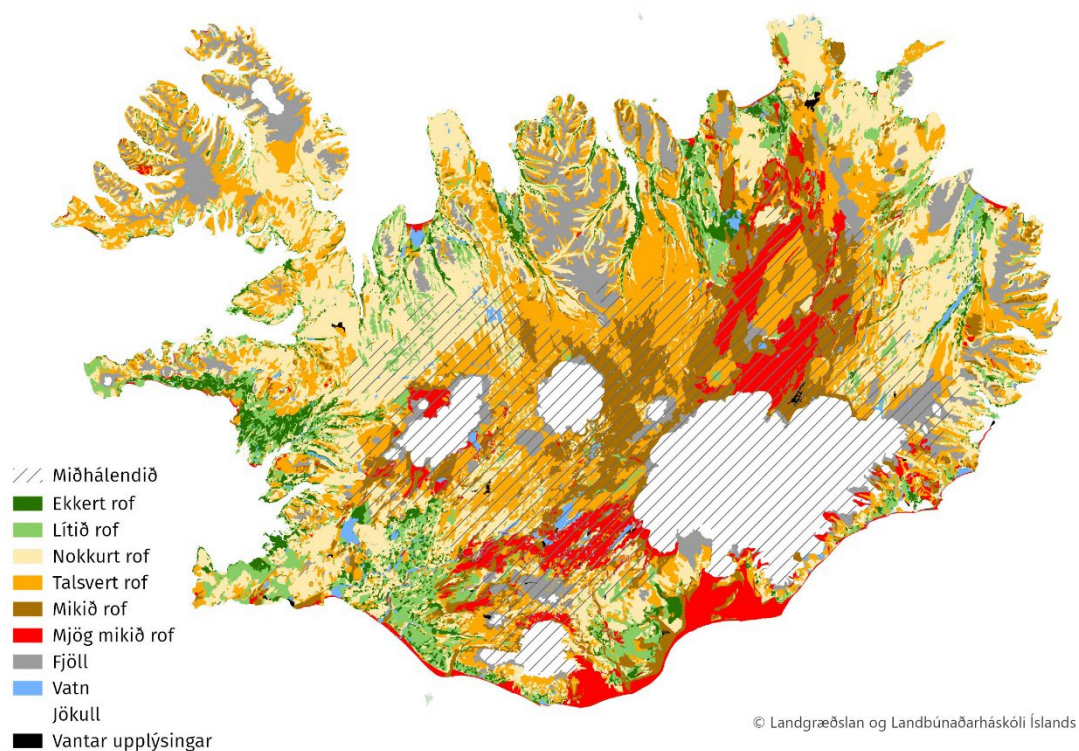 Miðhálendið
Ekkert rof
Lítið rof
Nokkurt rof
Talsvert rof
Mikið rof
Mjög mikið rof
Fjöll
Vatn
Jökull
Vantar upplýsingar
© Landgræðslan og Landbúnaðarháskóli Íslands